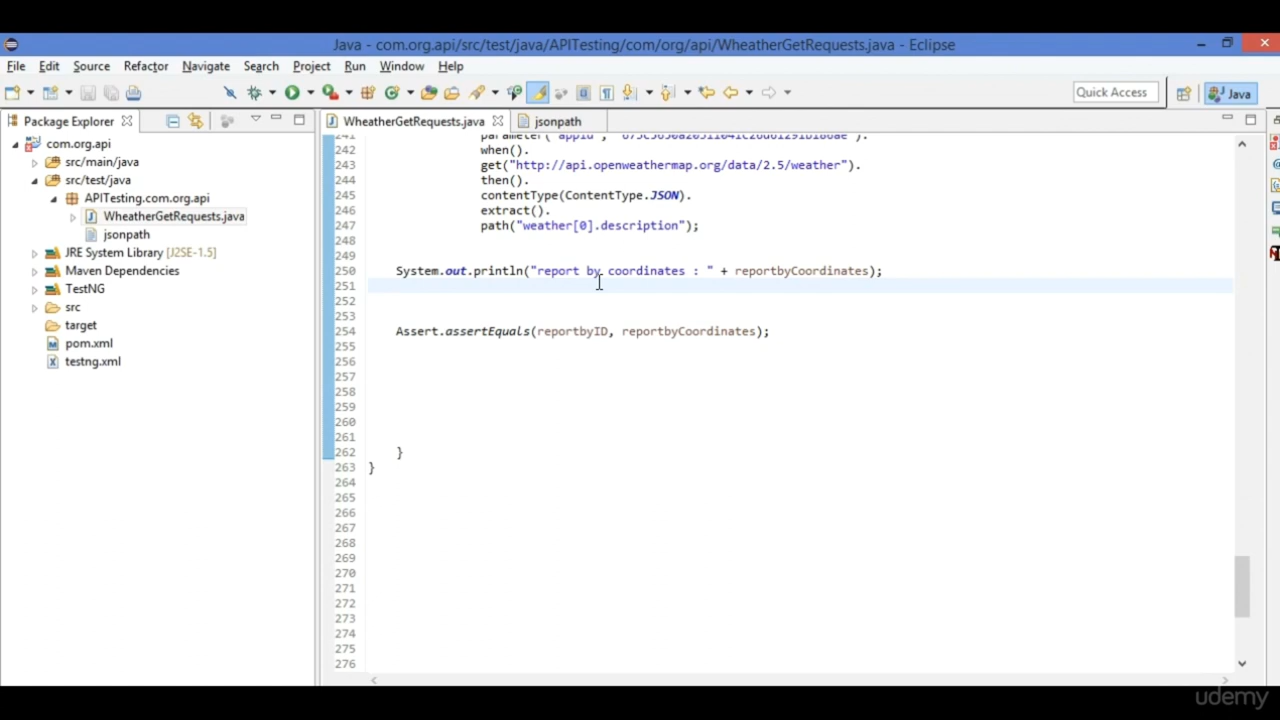 Java - com.org.api/src/test/java/APITesting/com/org/api/WheatherGetRequests.java - Eclipse
File Edit Source Refactor Navigate Search Project Run Window Help
Quick Access Java
Package Explorer
WheatherGetRequests.java jsonpath
com.org.api
src/main/java
src/test/java
APITesting.com.org.api
WheatherGetRequests.java
jsonpath
JRE System Library [J2SE-1.5]
Maven Dependencies
TestNG
src
target
pom.xml
testng.xml
241
242 when().
243 get("http://api.openweathermap.org/data/2.5/weather").
244 then().
245 contentType(ContentType.JSON).
246 extract().
247 path("weather[0].description");
248
249
250 System.out.println("report by coordinates : " + reportbyCoordinates);
251
252
253
254 Assert.assertEquals(reportbyID, reportbyCoordinates);
255
256
257
258
259
260
261
262 }
263 }
264
265
266
267
268
269
270
271
272
273
274
275
276
udemy